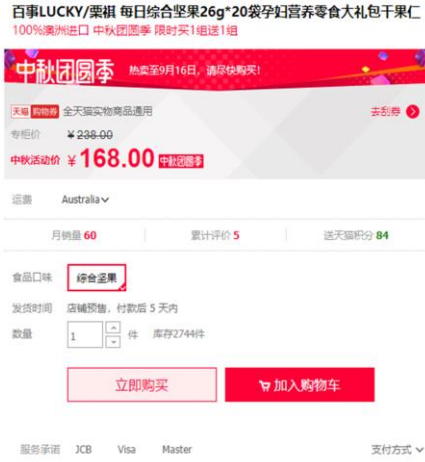 百事LUCKY/栗祺 每日综合坚果26g*20袋孕妇营养零食大礼包干果仁
100%澳洲进口 中秋团圆季 限时买1组送1组
中秋团圆季 热卖至9月16日，请尽快购买！
天猫 购物券 全天猫实物商品通用 去刮券
专柜价 ¥238.00
中秋活动价 ¥168.00 中秋团圆季
运费 Australia
月销量 60 累计评价 5 送天猫积分 84
食品口味 综合坚果
发货时间 店铺预售，付款后 5 天内
数量 1 件 库存2744件
立即购买 加入购物车
服务承诺 JCB Visa Master 支付方式